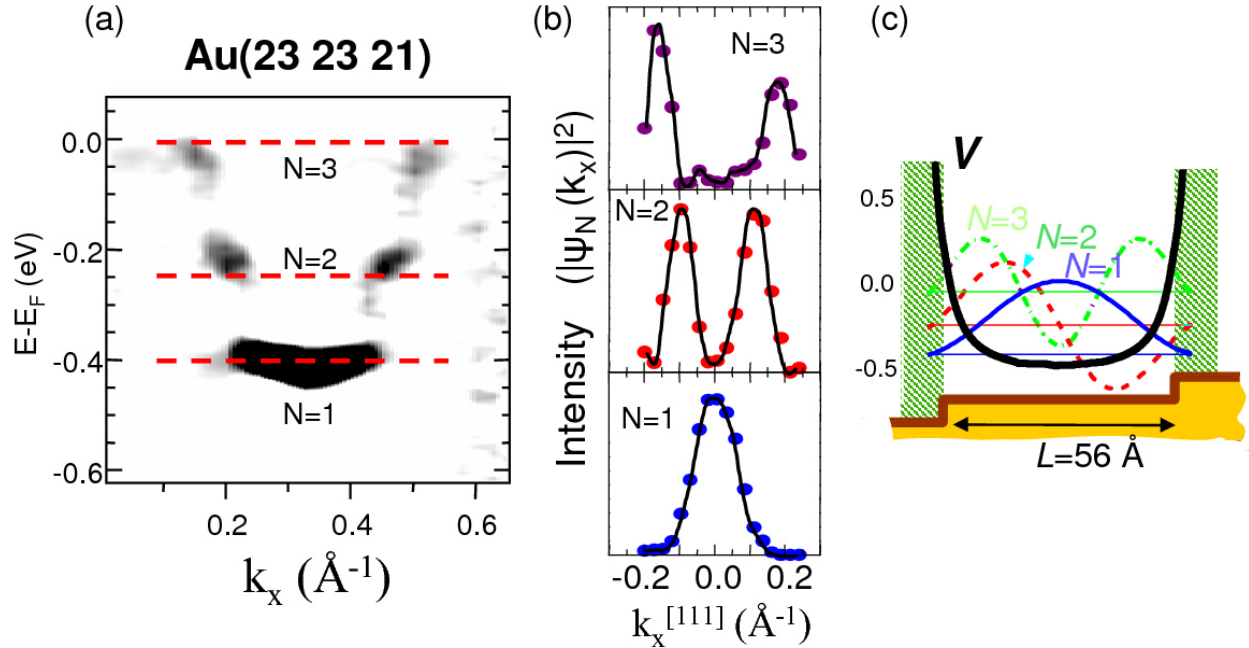 (a)
Au(23 23 21)
E-E_F (eV)
0.0
-0.2
-0.4
-0.6
N=3
N=2
N=1
0.2
0.4
0.6
k_x (Å⁻¹)
(b)
Intensity (|ψ_N (k_x)|²
N=3
N=2
N=1
-0.2
0.0
0.2
k_x^[111] (Å⁻¹)
(c)
V
0.5
0.0
-0.5
N=3
N=2
N=1
L=56 Å